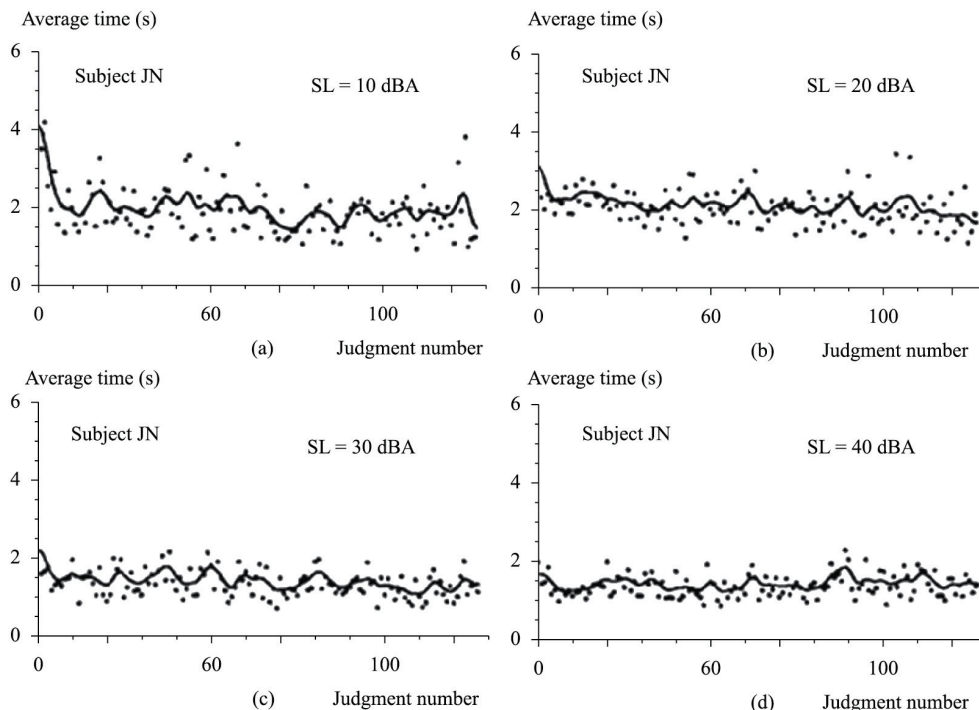 Average time (s)
6
Subject JN
SL = 10 dBA
4
2
0
0
60
100
(a)
Judgment number
Average time (s)
6
Subject JN
SL = 20 dBA
4
2
0
0
60
100
(b)
Judgment number
Average time (s)
6
Subject JN
SL = 30 dBA
4
2
0
0
60
100
(c)
Judgment number
Average time (s)
6
Subject JN
SL = 40 dBA
4
2
0
0
60
100
(d)
Judgment number